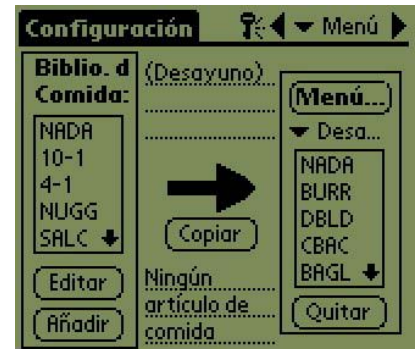 Configuración Menú
Biblio. d
Comida:
NADA
10-1
4-1
NUGG
SALC
Editar
Añadir
(Desayuno)
Copiar
Ningún
artículo de
comida
(Menú...)
Desa...
NADA
BURR
DBLD
CBAC
BAGL
Quitar